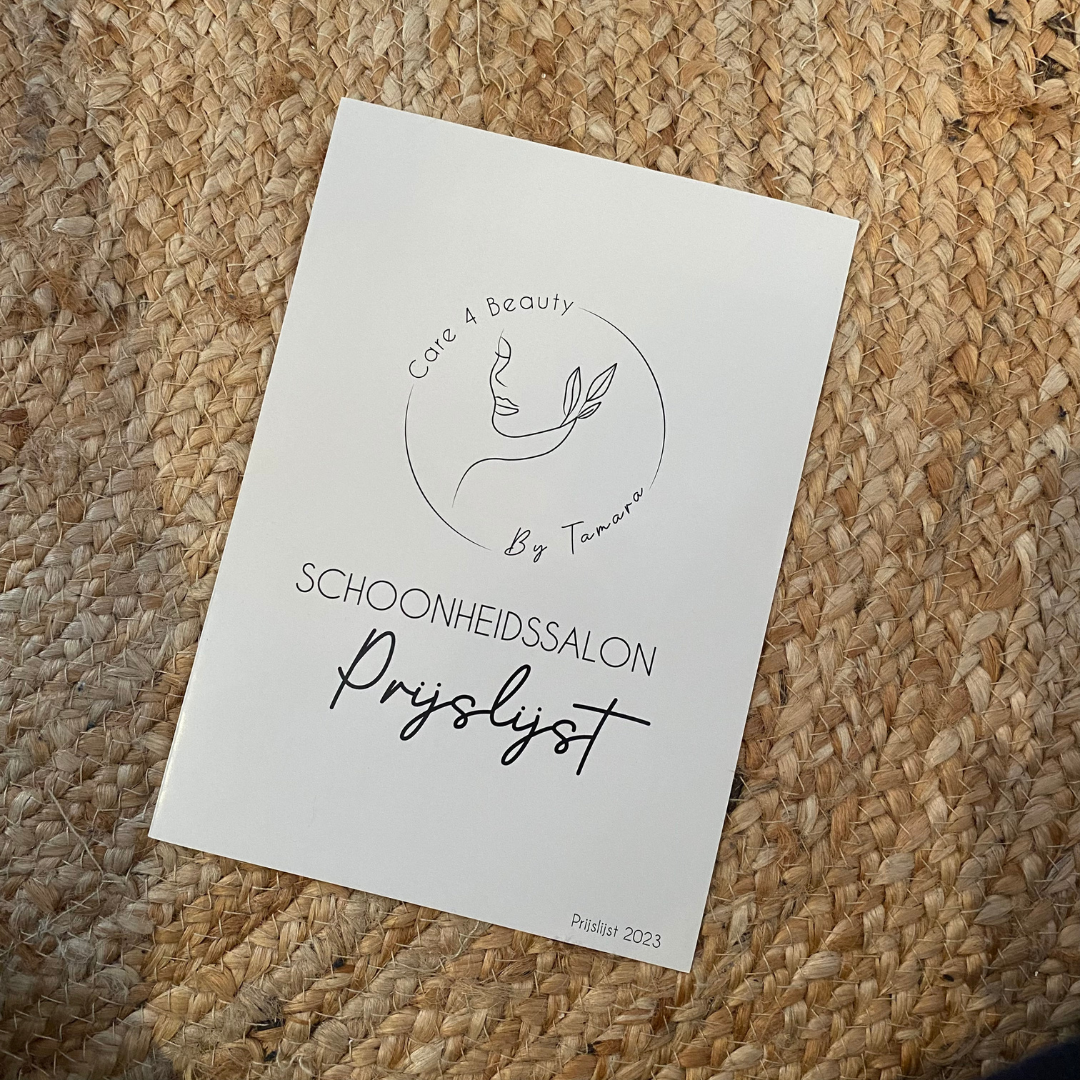 Care 4 Beauty
By Tamara
SCHOONHEIDSSALON
Prijslijst
Prijslijst 2023